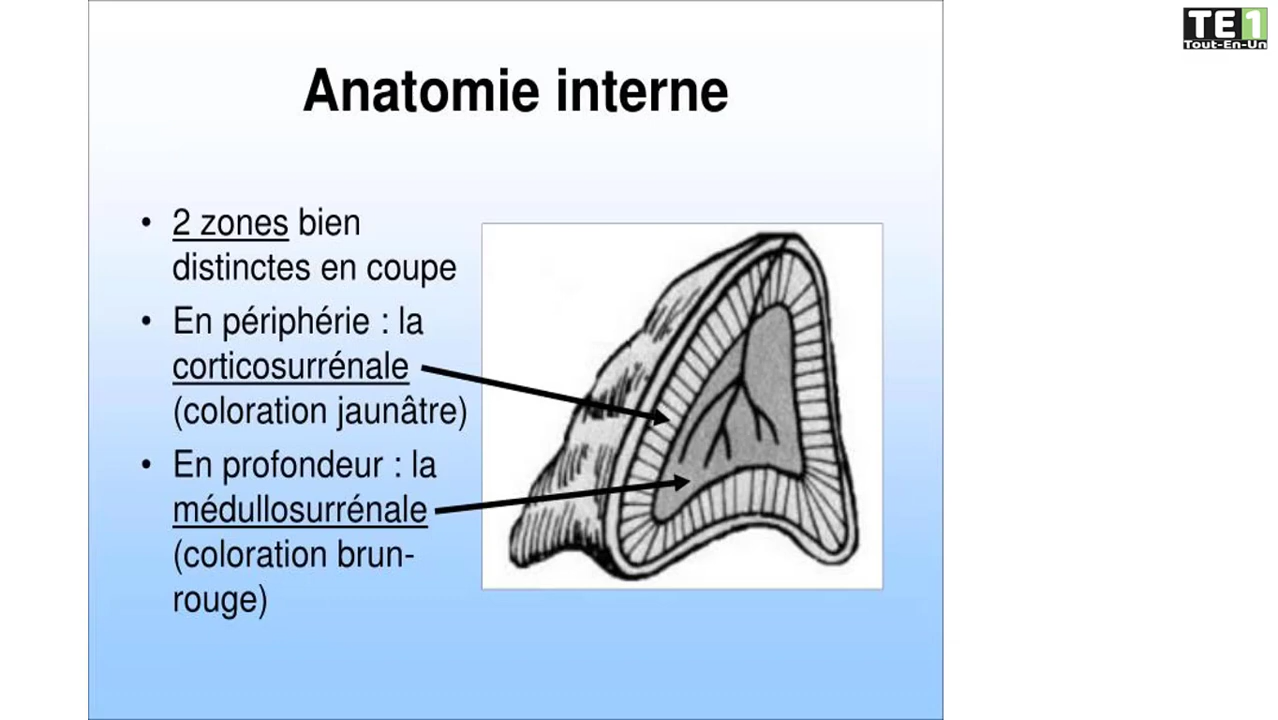 TE1
Tout-En-Un
Anatomie interne
• 2 zones bien
distinctes en coupe
• En périphérie : la
corticosurrénale
(coloration jaunâtre)
• En profondeur : la
médullosurrénale
(coloration brun-
rouge)